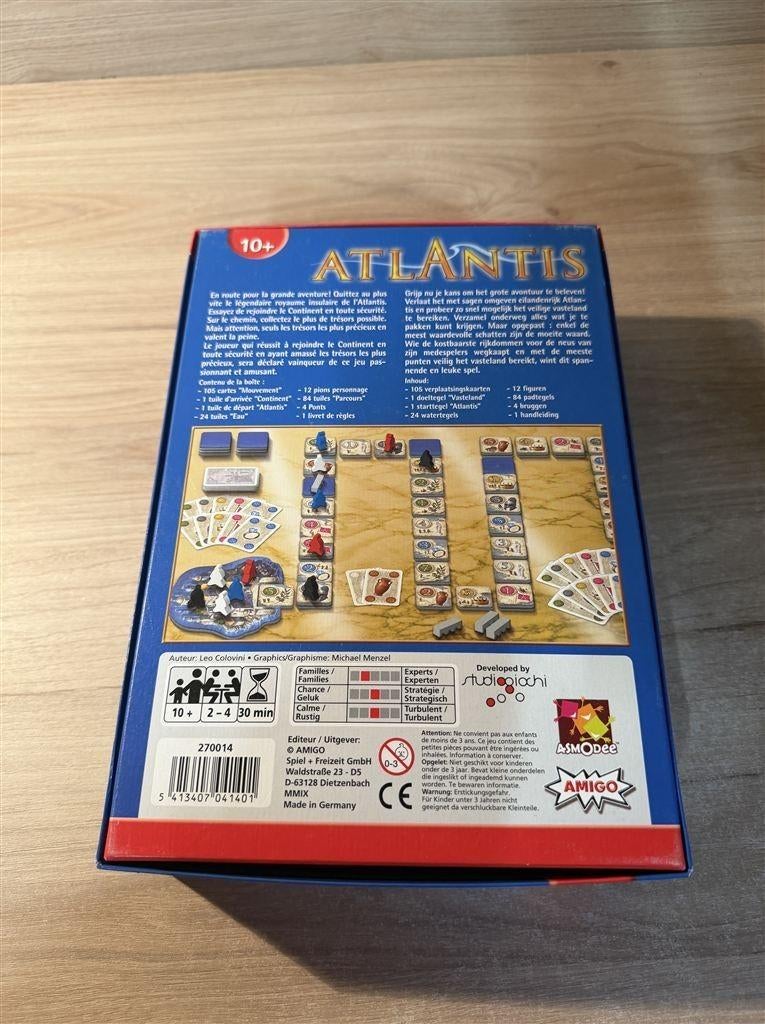 10+
ATLANTIS
En route pour la grande aventure! Quittez au plus
vite le légendaire royaume insulaire de l'Atlantis.
Essayez de rejoindre le Continent en toute sécurité.
Sur le chemin, collectez le plus de trésors possible.
Mais attention, seuls les trésors les plus précieux en
valent la peine.
Le joueur qui réussit à rejoindre le Continent en
toute sécurité en ayant amassé les trésors les plus
précieux, sera déclaré vainqueur de ce jeu pas-
sionnant et amusant.
Contenu de la boîte :
- 105 cartes "Mouvement"
- 1 tuile d'arrivée "Continent"
- 1 tuile de départ "Atlantis"
- 24 tuiles "Eau"
- 12 pions personnage
- 84 tuiles "Parcours"
- 4 Ponts
- 1 livret de règles
Grijp nu je kans om het grote avontuur te beleven!
Verlaat het met sagen omgeven eilandenrijk Atlan-
tis en probeer zo snel mogelijk het veilige vasteland
te bereiken. Verzamel onderweg alles wat je te
pakken kunt krijgen. Maar opgepast : enkel de
meest waardevolle schatten zijn de moeite waard.
Wie de kostbaarste rijkdommen voor de neus van
zijn medespelers wegkaapt en met de meeste
punten veilig het vasteland bereikt, wint dit span-
nende en leuke spel.
Inhoud:
- 105 verplaatsingskaarten
- 1 doeltegel "Vasteland"
- 1 starttegel "Atlantis"
- 24 watertegels
- 12 figuren
- 84 padtegels
- 4 bruggen
- 1 handleiding
Auteur: Leo Colovini • Graphics/Graphisme: Michael Menzel
10 +
2 – 4
30 min
Familles /
Families
Experts /
Experten
Chance /
Geluk
Stratégie /
Strategisch
Calme /
Rustig
Turbulent /
Turbulent
Developed by
studiogiochi
270014
5 413407 041401
Editeur / Uitgever:
© AMIGO
Spiel + Freizeit GmbH
Waldstraße 23 - D5
D-63128 Dietzenbach
MMIX
Made in Germany
0-3
CE
Attention: Ne convient pas aux enfants
de moins de 3 ans. Ce jeu contient des
petites pièces pouvant être ingérées ou
inhalées. Information à conserver.
Opgelet: Niet geschikt voor kinderen
onder de 3 jaar. Bevat kleine onderdelen
die ingeslikt of ingeademd kunnen
worden. Te bewaren informatie.
Warnung: Erstickungsgefahr.
Für Kinder unter 3 Jahren nicht
geeignet da verschluckbare Kleinteile.
ASMODEE
AMIGO